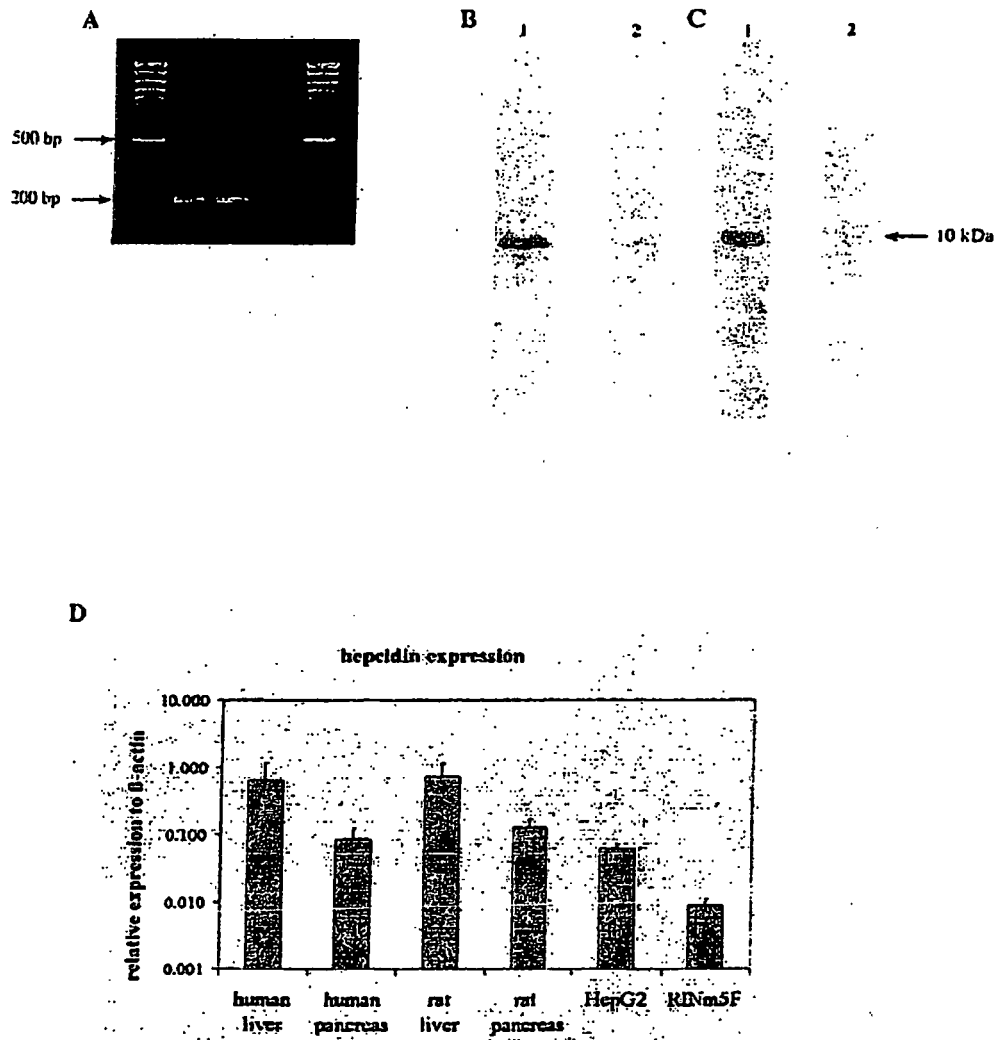 A
B
C
1
2
1
2
500 bp
200 bp
10 kDa
D
hepcidin expression
relative expression to β-actin
10.000
1.000
0.100
0.010
0.001
human liver
human pancreas
rat liver
rat pancreas
HepG2
RINm5F